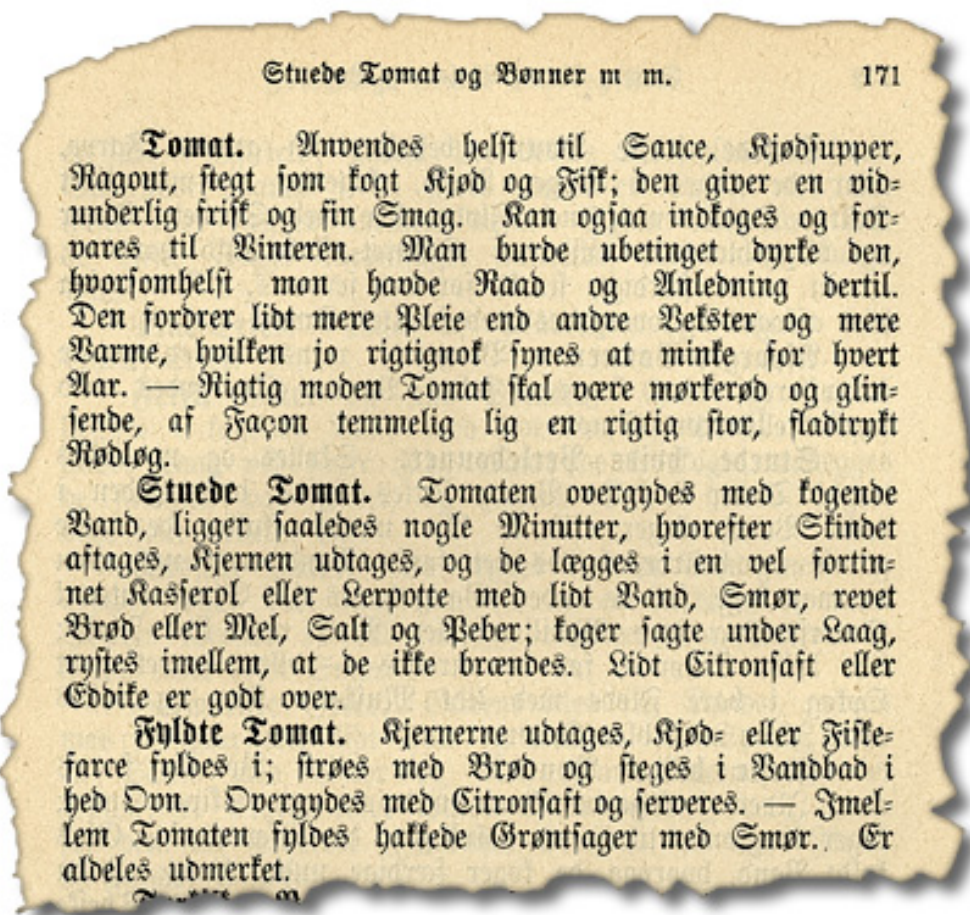 Stuede Tomat og Bønner m m. 171
Tomat. Anvendes helst til Sauce, Kjødsupper,
Ragout, stegt som kogt Kjød og Fisk; den giver en vid-
underlig frisk og fin Smag. Kan ogsaa indkoges og for-
vares til Vinteren. Man burde ubetinget dyrke den,
hvorsomhelst man havde Raad og Anledning dertil.
Den fordrer lidt mere Pleie end andre Vekster og mere
Varme, hvilken jo rigtignok synes at minke for hvert
Aar. — Rigtig moden Tomat skal være mørkerød og glin-
sende, af Façon temmelig lig en rigtig stor, fladtrykt
Rødløg.
Stuede Tomat. Tomaten overgydes med kogende
Vand, ligger saaledes nogle Minutter, hvorefter Skindet
aftages, Kjernen udtages, og de lægges i en vel fortin-
net Kasserol eller Lerpotte med lidt Vand, Smør, revet
Brød eller Mel, Salt og Peber; koger sagte under Laag,
rystes imellem, at de ikke brændes. Lidt Citronsaft eller
Eddike er godt over.
Fyldte Tomat. Kjernerne udtages, Kjød- eller Fiske-
farce fyldes i; strøes med Brød og steges i Vandbad i
hed Ovn. Overgydes med Citronsaft og serveres. — Imel-
lem Tomaten fyldes hakkede Grøntsager med Smør. Er
aldeles udmerket.